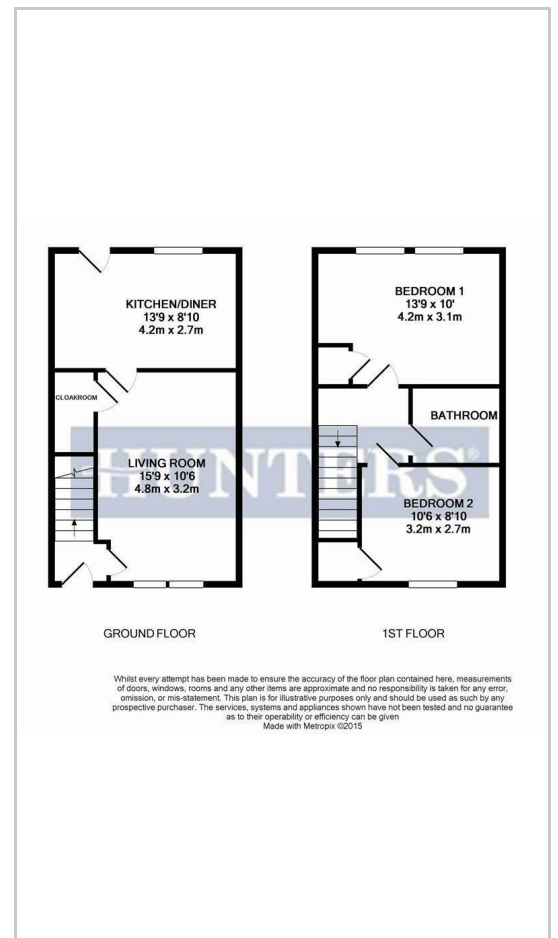 KITCHEN/DINER
13'9 x 8'10
4.2m x 2.7m
CLOAKROOM
LIVING ROOM
15'9 x 10'6
4.8m x 3.2m
BEDROOM 1
13'9 x 10'
4.2m x 3.1m
BATHROOM
BEDROOM 2
10'6 x 8'10
3.2m x 2.7m
HUNTERS
GROUND FLOOR
1ST FLOOR
Whilst every attempt has been made to ensure the accuracy of the floor plan contained here, measurements
of doors, windows, rooms and any other items are approximate and no responsibility is taken for any error,
omission, or mis-statement. This plan is for illustrative purposes only and should be used as such by any
prospective purchaser. The services, systems and appliances shown have not been tested and no guarantee
as to their operability or efficiency can be given
Made with Metropix ©2015